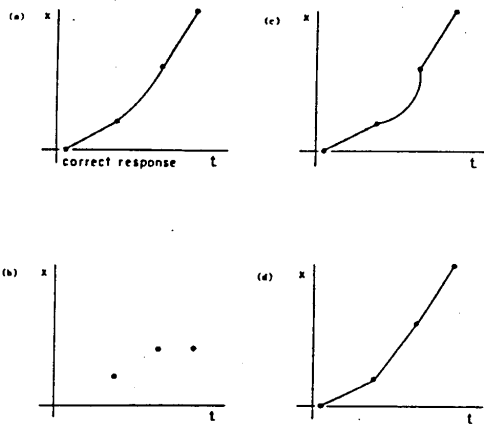 (a) x
correct response t
(c) x
t
(b) x
t
(d) x
t